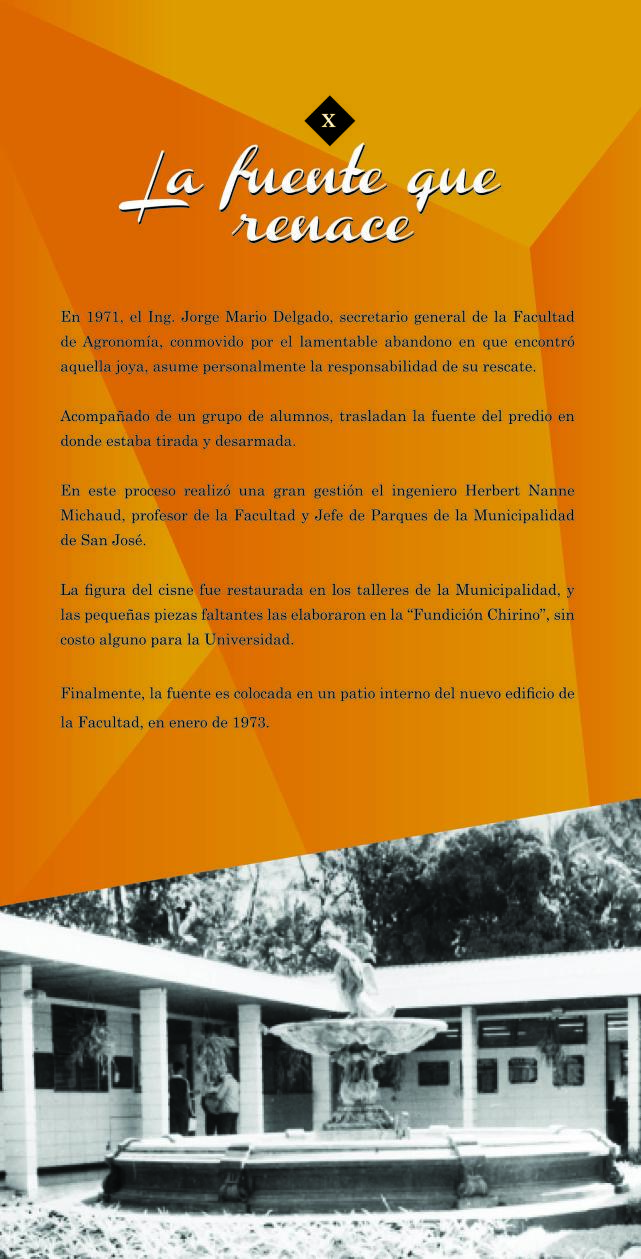 X
La fuente que
renace
En 1971, el Ing. Jorge Mario Delgado, secretario general de la Facultad
de Agronomía, conmovido por el lamentable abandono en que encontró
aquella joya, asume personalmente la responsabilidad de su rescate.
Acompañado de un grupo de alumnos, trasladan la fuente del predio en
donde estaba tirada y desarmada.
En este proceso realizó una gran gestión el ingeniero Herbert Nanne
Michaud, profesor de la Facultad y Jefe de Parques de la Municipalidad
de San José.
La figura del cisne fue restaurada en los talleres de la Municipalidad, y
las pequeñas piezas faltantes las elaboraron en la “Fundición Chirino”, sin
costo alguno para la Universidad.
Finalmente, la fuente es colocada en un patio interno del nuevo edificio de
la Facultad, en enero de 1973.